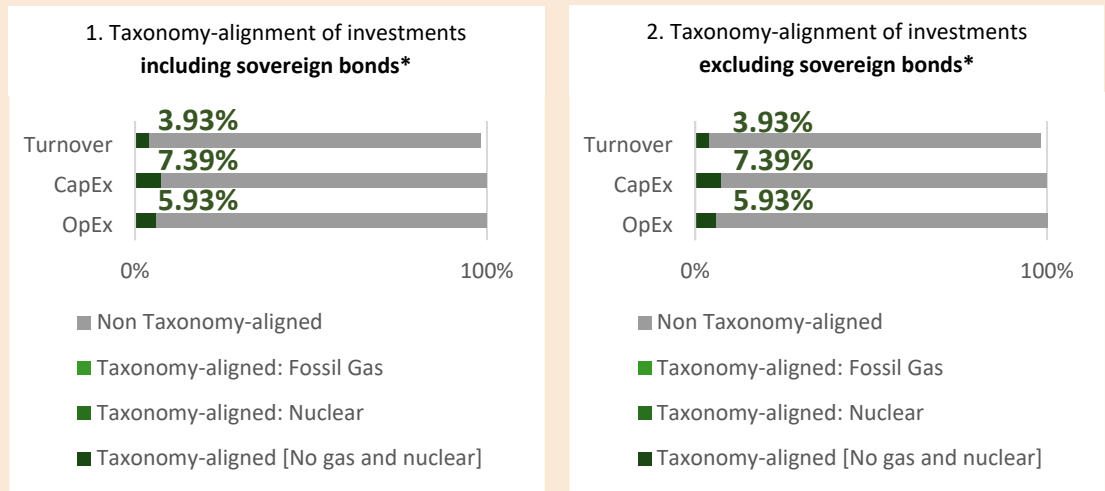 1. Taxonomy-alignment of investments
including sovereign bonds*
3.93%
Turnover
7.39%
CapEx
5.93%
OpEx
0% 100%
Non Taxonomy-aligned
Taxonomy-aligned: Fossil Gas
Taxonomy-aligned: Nuclear
Taxonomy-aligned [No gas and nuclear]
2. Taxonomy-alignment of investments
excluding sovereign bonds*
3.93%
Turnover
7.39%
CapEx
5.93%
OpEx
0% 100%
Non Taxonomy-aligned
Taxonomy-aligned: Fossil Gas
Taxonomy-aligned: Nuclear
Taxonomy-aligned [No gas and nuclear]